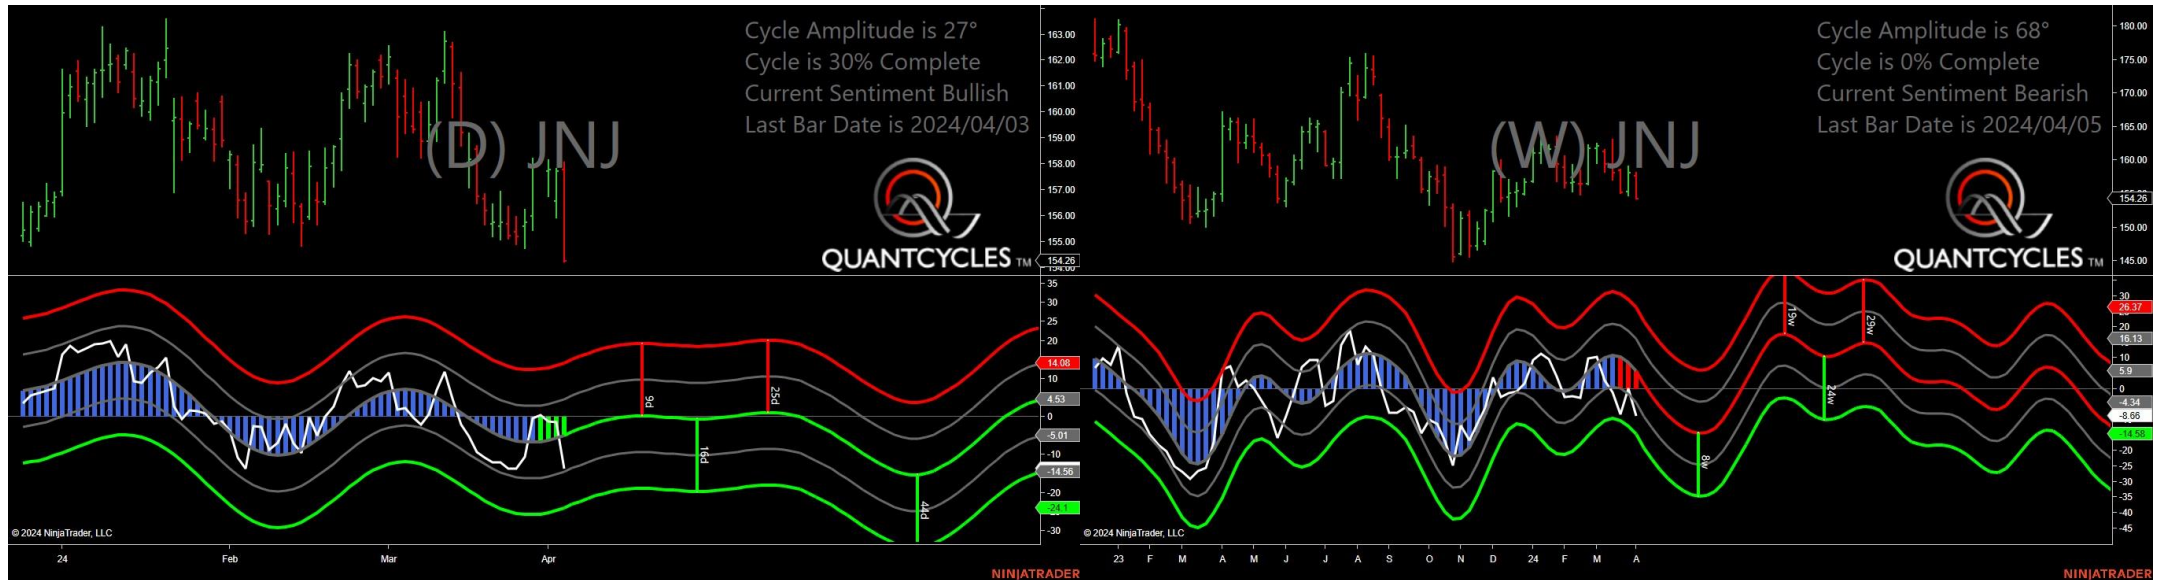 Cycle Amplitude is 27°
Cycle is 30% Complete
Current Sentiment Bullish
Last Bar Date is 2024/04/03
(D) JNJ
QUANTCYCLES TM
163.00
162.00
161.00
160.00
159.00
158.00
157.00
156.00
155.00
154.26
154.00
35
30
25
20
14.08
10
4.53
0
-5.01
-10
-14.56
-20
-24.1
-30
9d
25d
16d
44d
© 2024 NinjaTrader, LLC
24 Feb Mar Apr
NINJATRADER
Cycle Amplitude is 68°
Cycle is 0% Complete
Current Sentiment Bearish
Last Bar Date is 2024/04/05
(W) JNJ
QUANTCYCLES TM
180.00
175.00
170.00
165.00
160.00
154.26
150.00
145.00
30
26.37
20
16.13
10
5.9
0
-4.34
-8.66
-14.58
-20
-25
-30
-35
-40
-45
19w
29w
24w
8w
© 2024 NinjaTrader, LLC
23 F M A M J J A S O N D 24 F M A
NINJATRADER